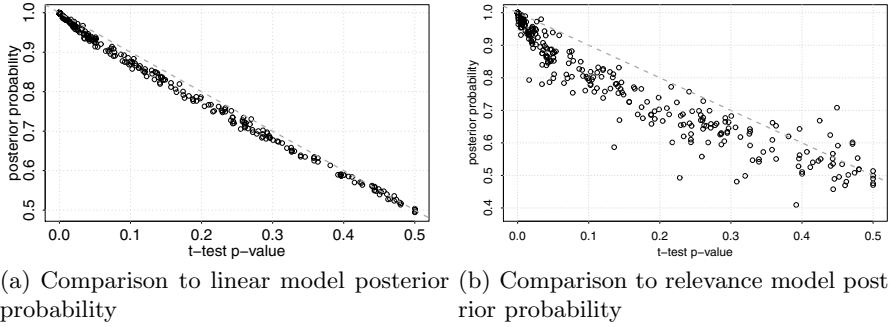 posterior probability
1.0
0.9
0.8
0.7
0.6
0.5
0.0 0.1 0.2 0.3 0.4 0.5
t−test p−value
posterior probability
1.0
0.9
0.8
0.7
0.6
0.5
0.4
0.0 0.1 0.2 0.3 0.4 0.5
t−test p−value
(a) Comparison to linear model posterior
probability
(b) Comparison to relevance model post
rior probability